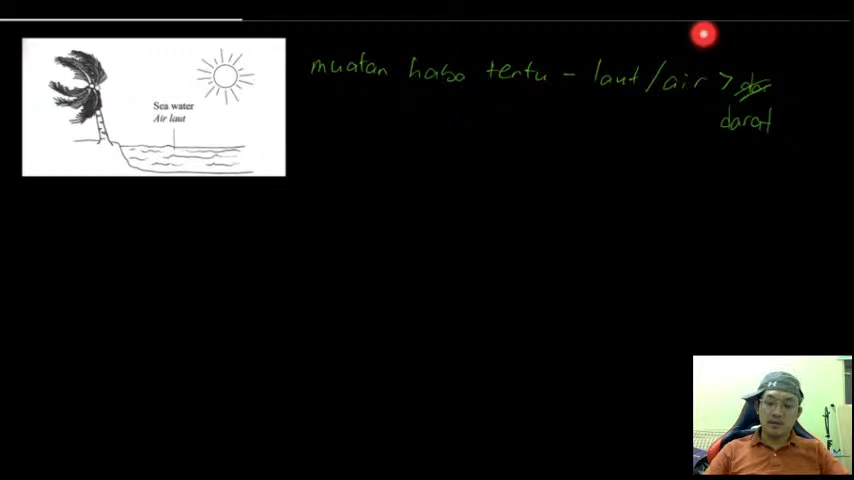 Sea water
Air laut
muatan haba tentu - laut/air >
darat